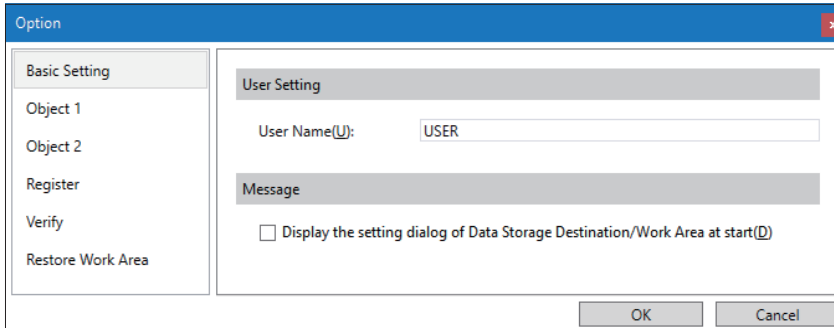 Option
Basic Setting
Object 1
Object 2
Register
Verify
Restore Work Area
User Setting
User Name(U): USER
Message
Display the setting dialog of Data Storage Destination/Work Area at start(D)
OK Cancel